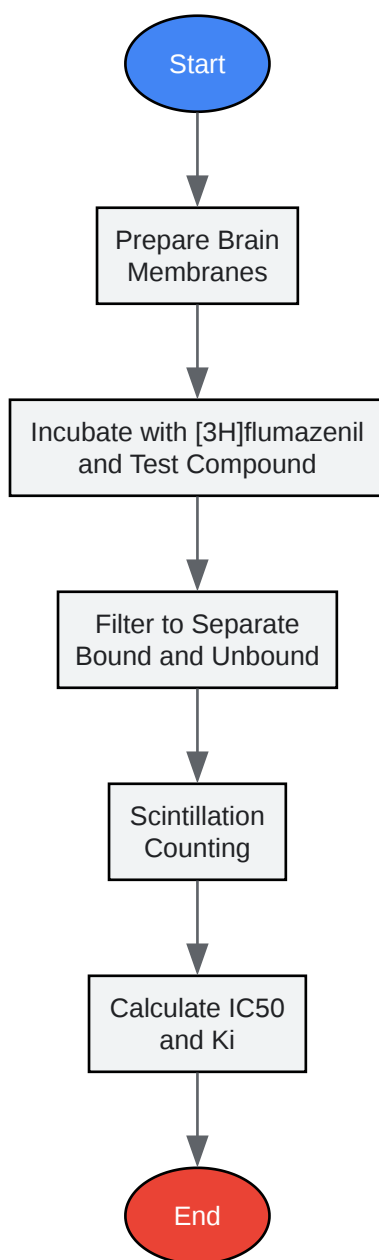 Start
Prepare Brain
Membranes
Incubate with [3H]flumazenil
and Test Compound
Filter to Separate
Bound and Unbound
Scintillation
Counting
Calculate IC50
and Ki
End